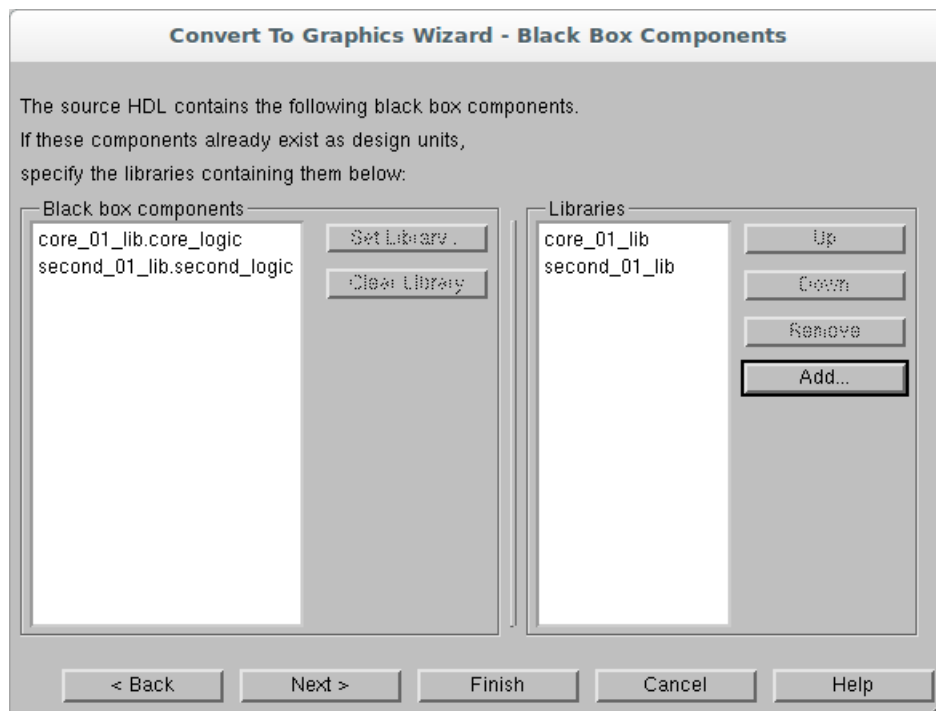 Convert To Graphics Wizard - Black Box Components
The source HDL contains the following black box components.
If these components already exist as design units,
specify the libraries containing them below:
Black box components
core_01_lib.core_logic
second_01_lib.second_logic
Set Library .
Clear Library
Libraries
core_01_lib
second_01_lib
Up
Down
Remove
Add...
< Back
Next >
Finish
Cancel
Help